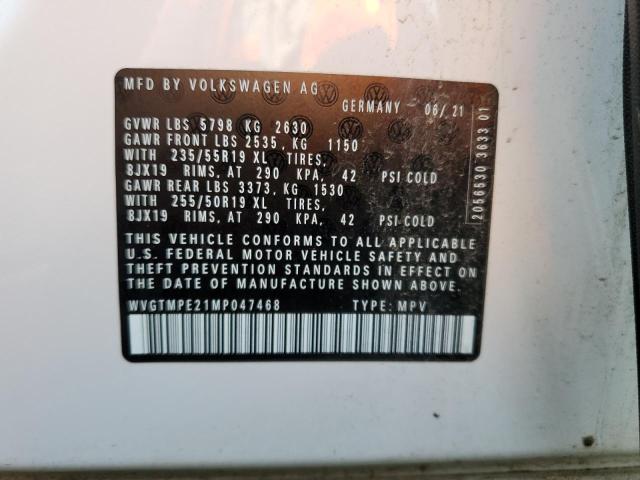 MFD BY VOLKSWAGEN AG
GERMANY 06/21
GVWR LBS 5798 KG 2630
GAWR FRONT LBS 2535, KG 1150
WITH 235/55R19 XL TIRES,
8JX19 RIMS, AT 290 KPA, 42 PSI COLD
GAWR REAR LBS 3373, KG 1530
WITH 255/50R19 XL TIRES,
8JX19 RIMS, AT 290 KPA, 42 PSI COLD
THIS VEHICLE CONFORMS TO ALL APPLICABLE
U.S. FEDERAL MOTOR VEHICLE SAFETY AND
THEFT PREVENTION STANDARDS IN EFFECT ON
THE DATE OF MANUFACTURE SHOWN ABOVE.
WVGTMPE21MP047468 TYPE: MPV
2056530 3633 01